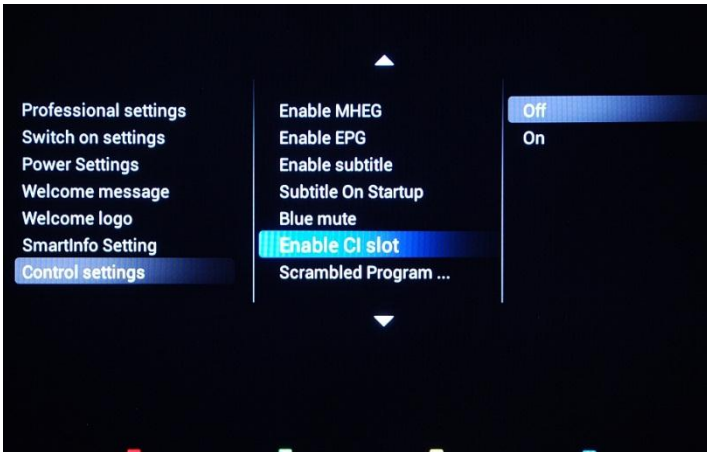 Professional settings
Switch on settings
Power Settings
Welcome message
Welcome logo
SmartInfo Setting
Control settings
Enable MHEG
Enable EPG
Enable subtitle
Subtitle On Startup
Blue mute
Enable CI slot
Scrambled Program ...
Off
On